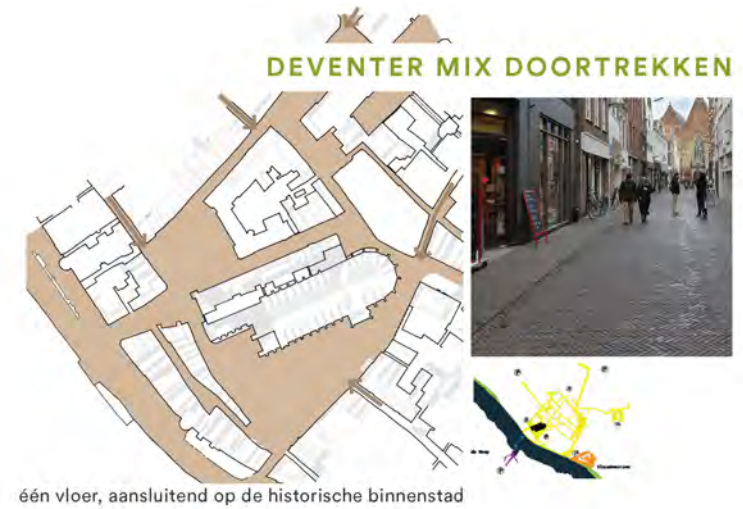 DEVENTER MIX DOORTREKKEN
één vloer, aansluitend op de historische binnenstad